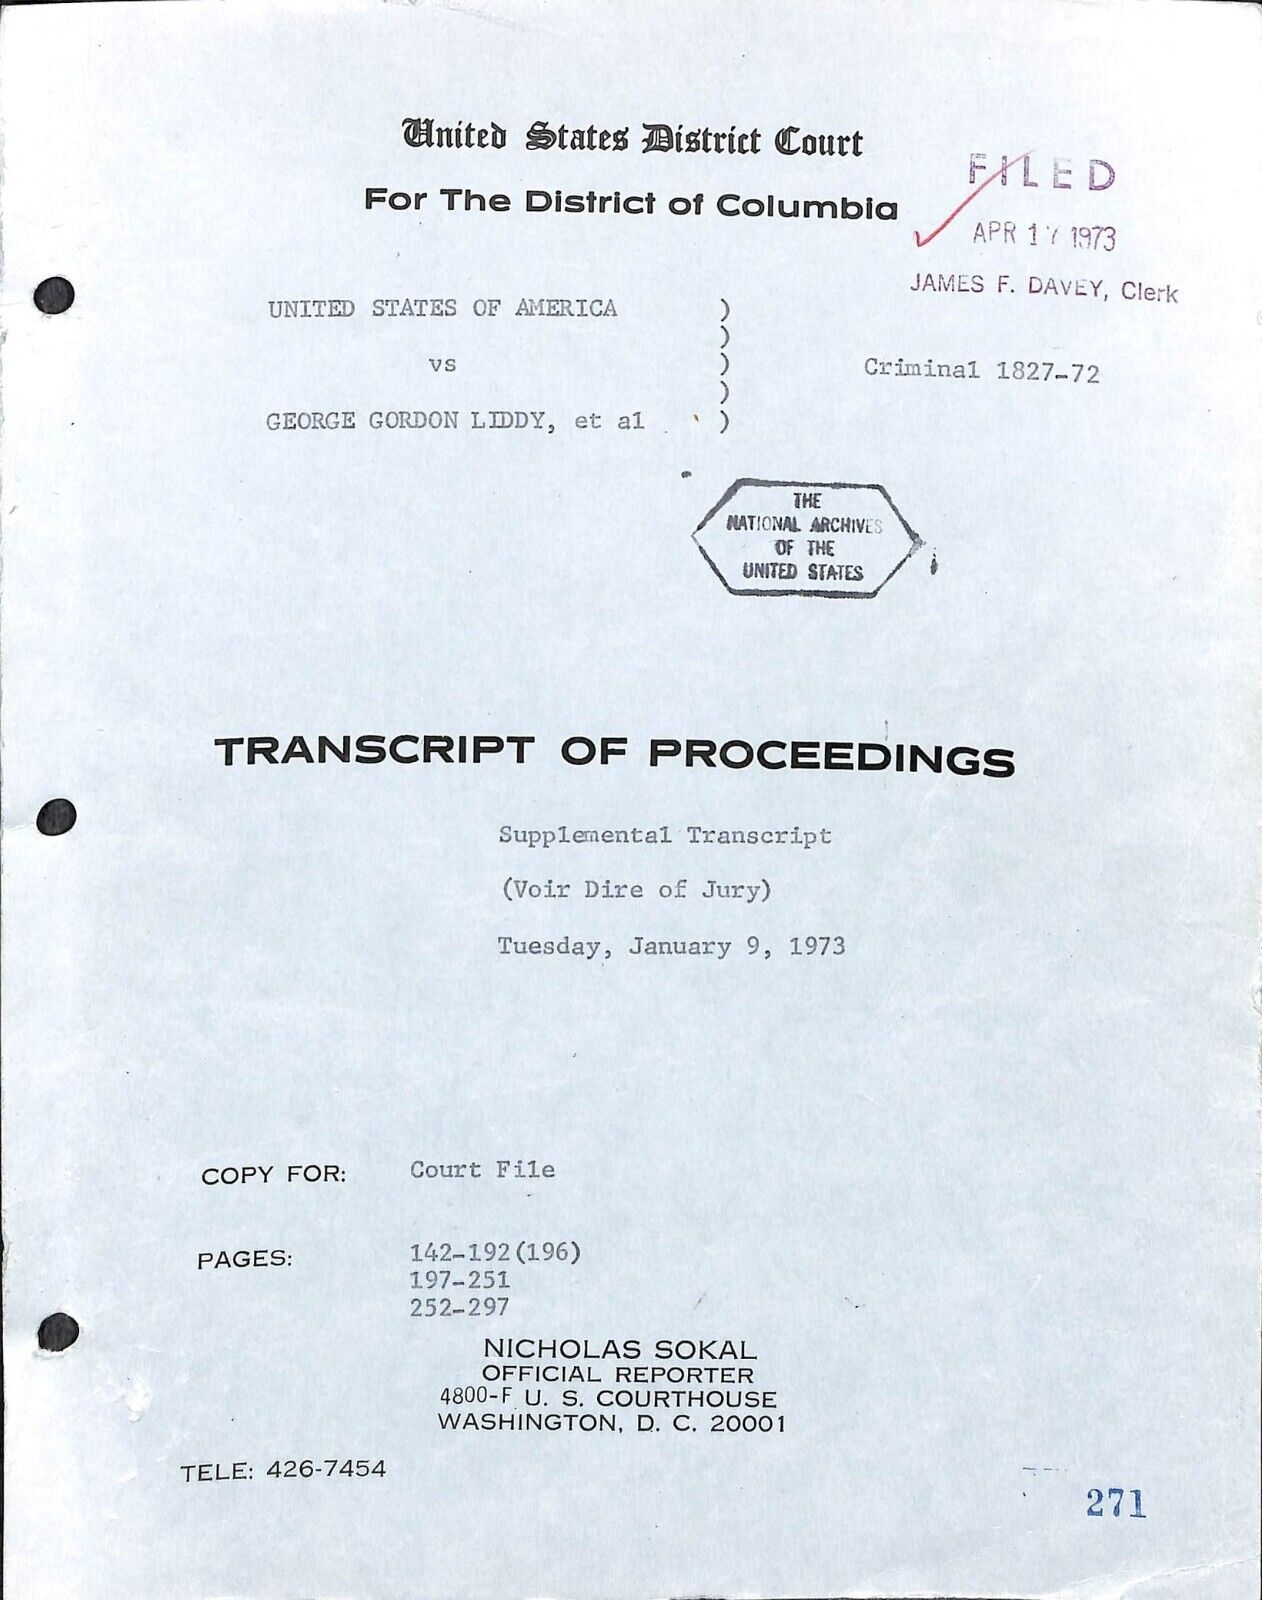 United States District Court
For The District of Columbia
FILED
APR 17 1973
JAMES F. DAVEY, Clerk
UNITED STATES OF AMERICA )
)
vs ) Criminal 1827-72
)
GEORGE GORDON LIDDY, et al )
THE
NATIONAL ARCHIVES
OF THE
UNITED STATES
TRANSCRIPT OF PROCEEDINGS
Supplemental Transcript
(Voir Dire of Jury)
Tuesday, January 9, 1973
COPY FOR: Court File
PAGES: 142-192(196)
197-251
252-297
NICHOLAS SOKAL
OFFICIAL REPORTER
4800-F U. S. COURTHOUSE
WASHINGTON, D. C. 20001
TELE: 426-7454
271